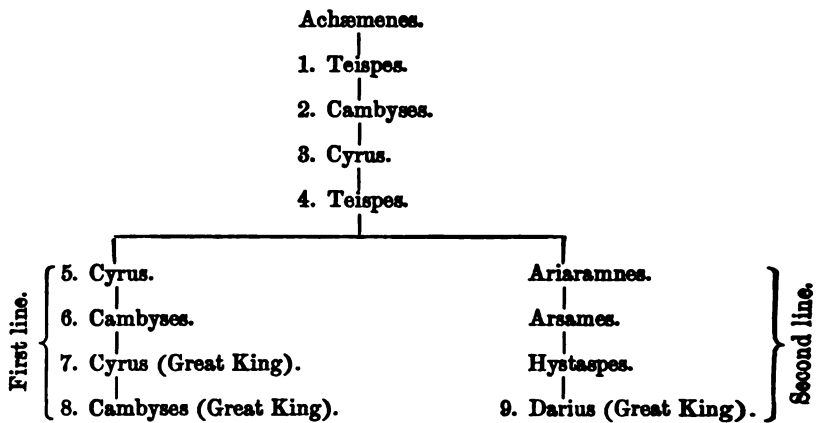 Achæmenes.
1. Teispes.
2. Cambyses.
3. Cyrus.
4. Teispes.
First line.
5. Cyrus.
6. Cambyses.
7. Cyrus (Great King).
8. Cambyses (Great King).
Ariaramnes.
Arsames.
Hystaspes.
9. Darius (Great King).
Second line.